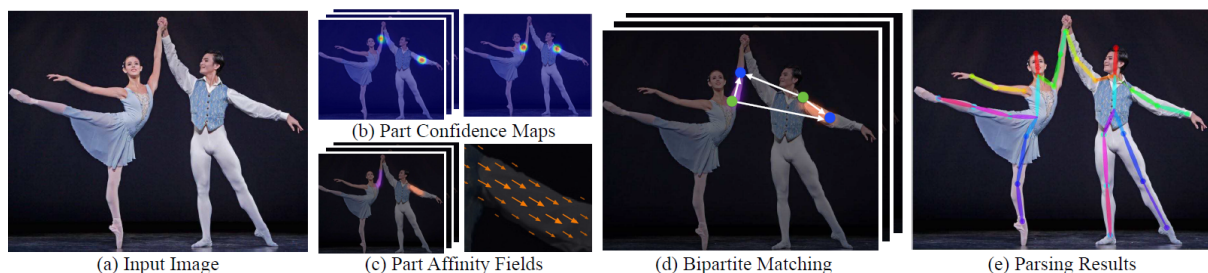 (a) Input Image
(b) Part Confidence Maps
(c) Part Affinity Fields
(d) Bipartite Matching
(e) Parsing Results